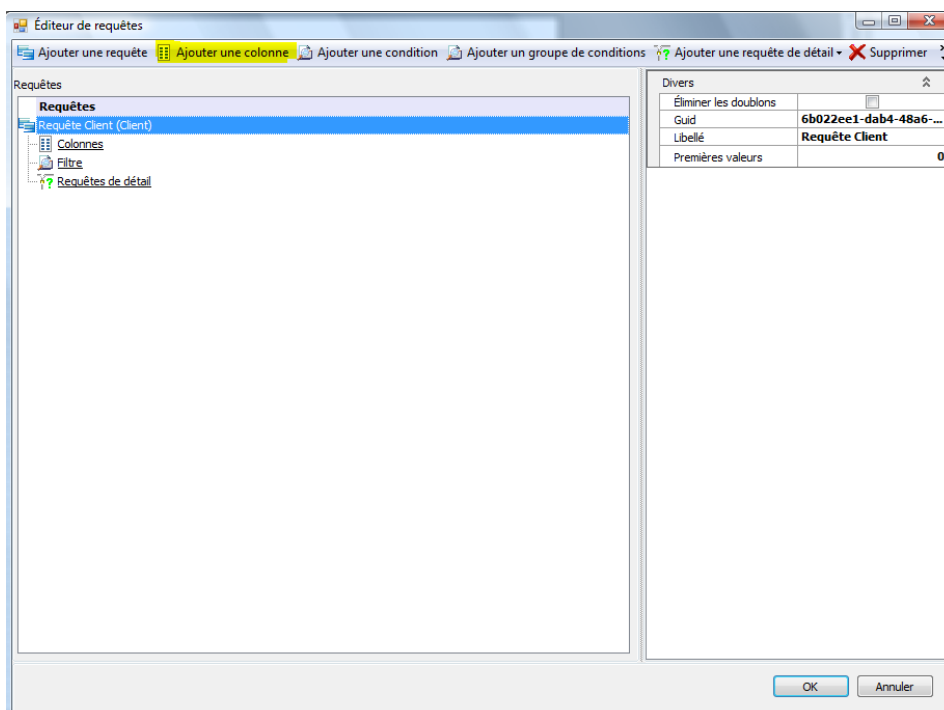 Éditeur de requêtes
Ajouter une requête Ajouter une colonne Ajouter une condition Ajouter un groupe de conditions Ajouter une requête de détail Supprimer
Requêtes
Requêtes
Requête Client (Client)
Colonnes
Filtre
Requêtes de détail
Divers
Éliminer les doublons
Guid 6b022ee1-dab4-48a6-...
Libellé Requête Client
Premières valeurs 0
OK Annuler